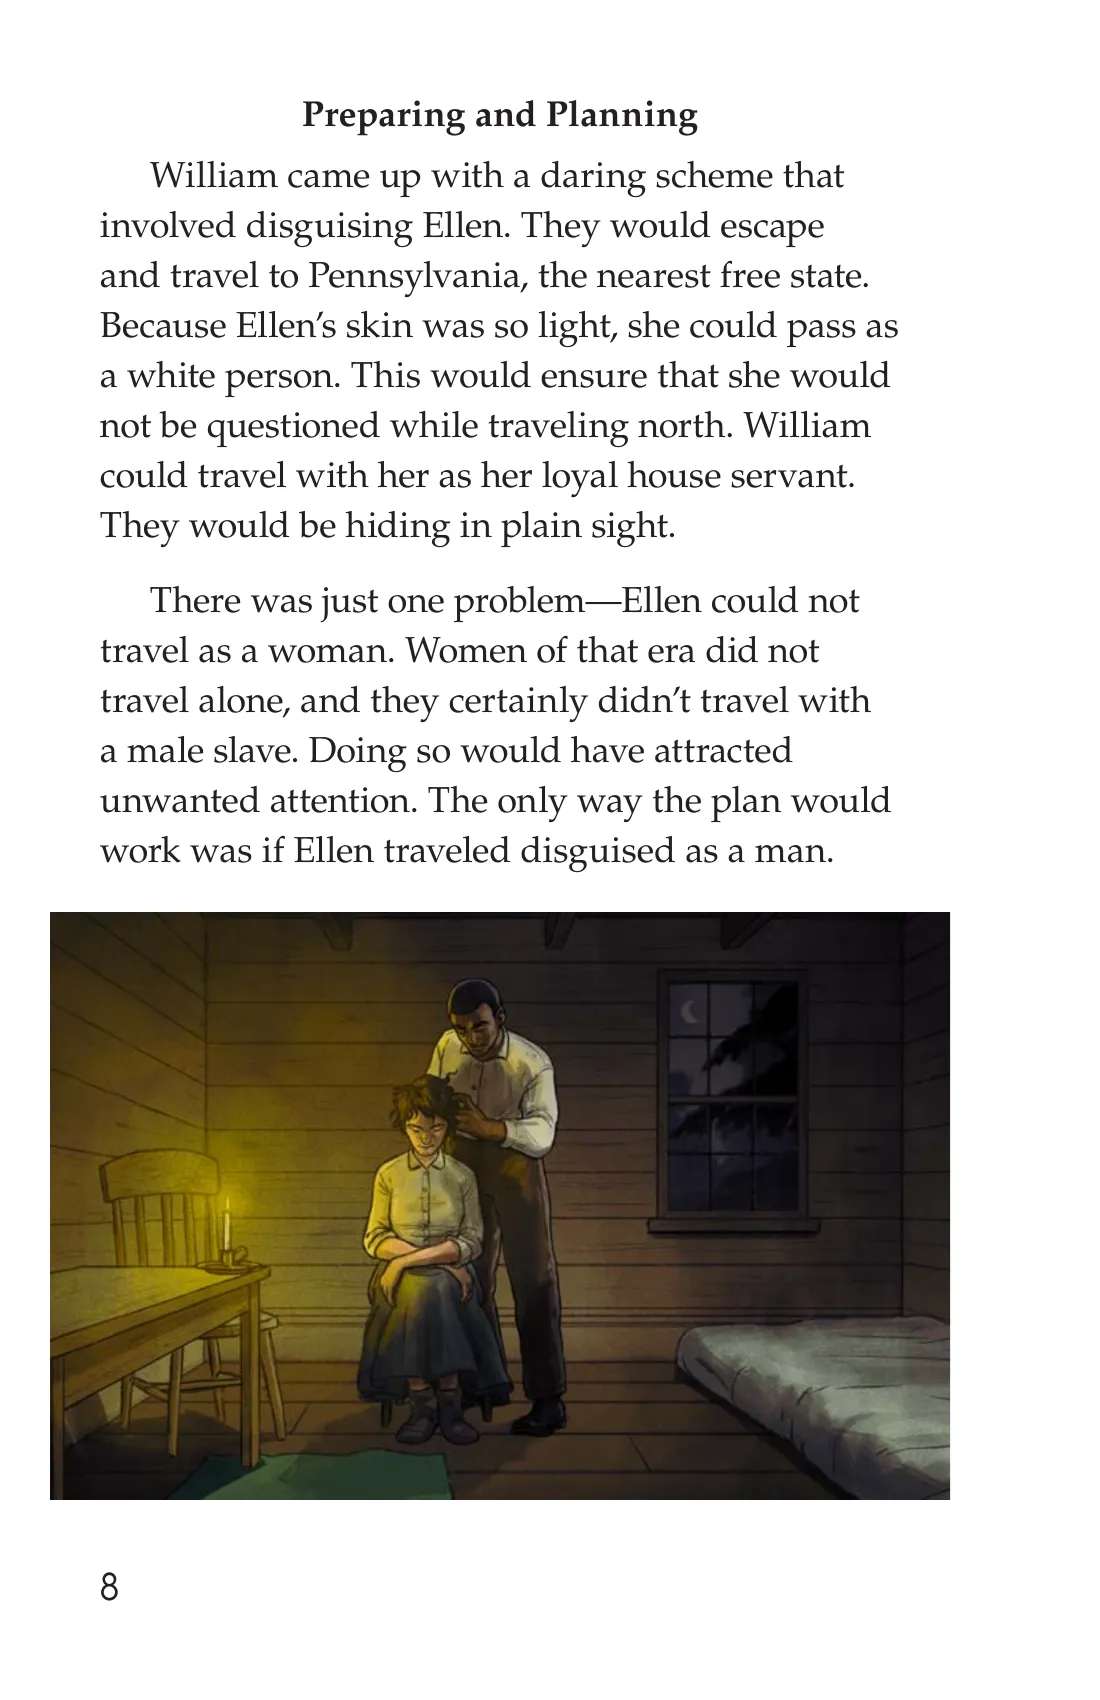 Preparing and Planning
William came up with a daring scheme that
involved disguising Ellen. They would escape
and travel to Pennsylvania, the nearest free state.
Because Ellen’s skin was so light, she could pass as
a white person. This would ensure that she would
not be questioned while traveling north. William
could travel with her as her loyal house servant.
They would be hiding in plain sight.
There was just one problem—Ellen could not
travel as a woman. Women of that era did not
travel alone, and they certainly didn’t travel with
a male slave. Doing so would have attracted
unwanted attention. The only way the plan would
work was if Ellen traveled disguised as a man.
8